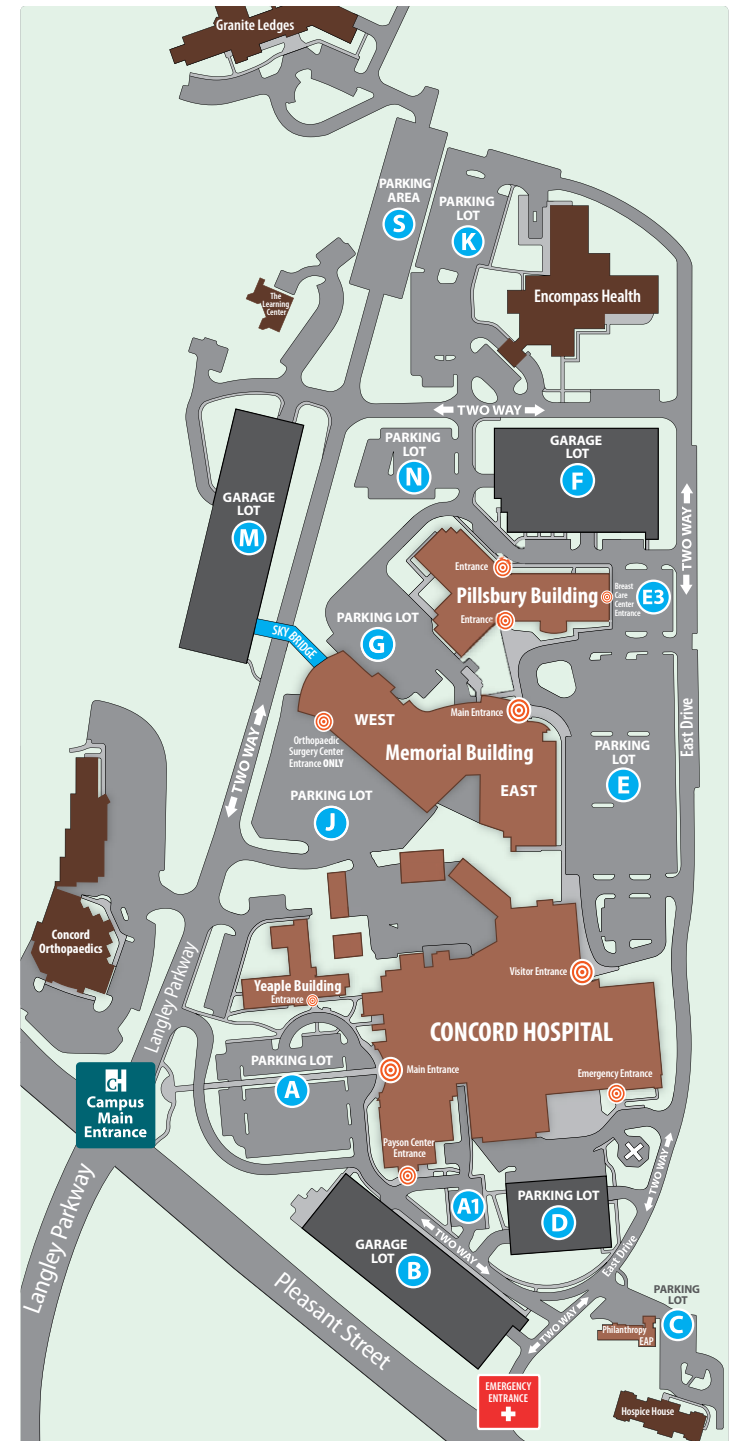 Granite Ledges
PARKING
AREA
S
PARKING
LOT
K
The
Learning
Center
Encompass Health
TWO WAY
PARKING
LOT
N
GARAGE
LOT
F
GARAGE
LOT
M
TWO WAY
Entrance
Pillsbury Building
Breast
Care
Center
Entrance
E3
Entrance
PARKING LOT
G
SKY BRIDGE
Main Entrance
WEST
Orthopaedic
Surgery Center
Entrance ONLY
Memorial Building
EAST
East Drive
PARKING
LOT
E
TWO WAY
PARKING LOT
J
Concord
Orthopaedics
Langley Parkway
Yeaple Building
Entrance
Visitor Entrance
CONCORD HOSPITAL
PARKING LOT
A
Main Entrance
Emergency Entrance
CH
Campus
Main
Entrance
Payson Center
Entrance
TWO WAY
A1
PARKING LOT
D
Langley Parkway
TWO WAY
East Drive
GARAGE
LOT
B
Pleasant Street
PARKING
LOT
C
TWO WAY
Philanthropy
EAP
EMERGENCY
ENTRANCE
Hospice House